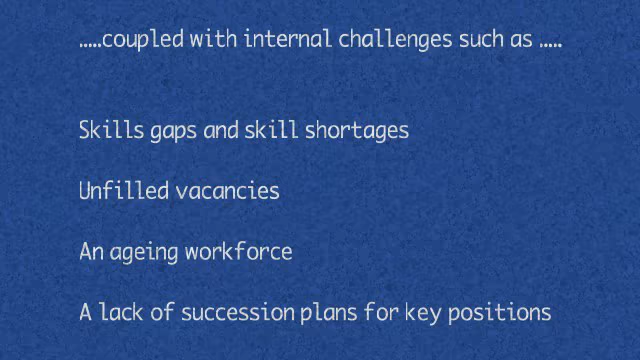 .....coupled with internal challenges such as .....
Skills gaps and skill shortages
Unfilled vacancies
An ageing workforce
A lack of succession plans for key positions